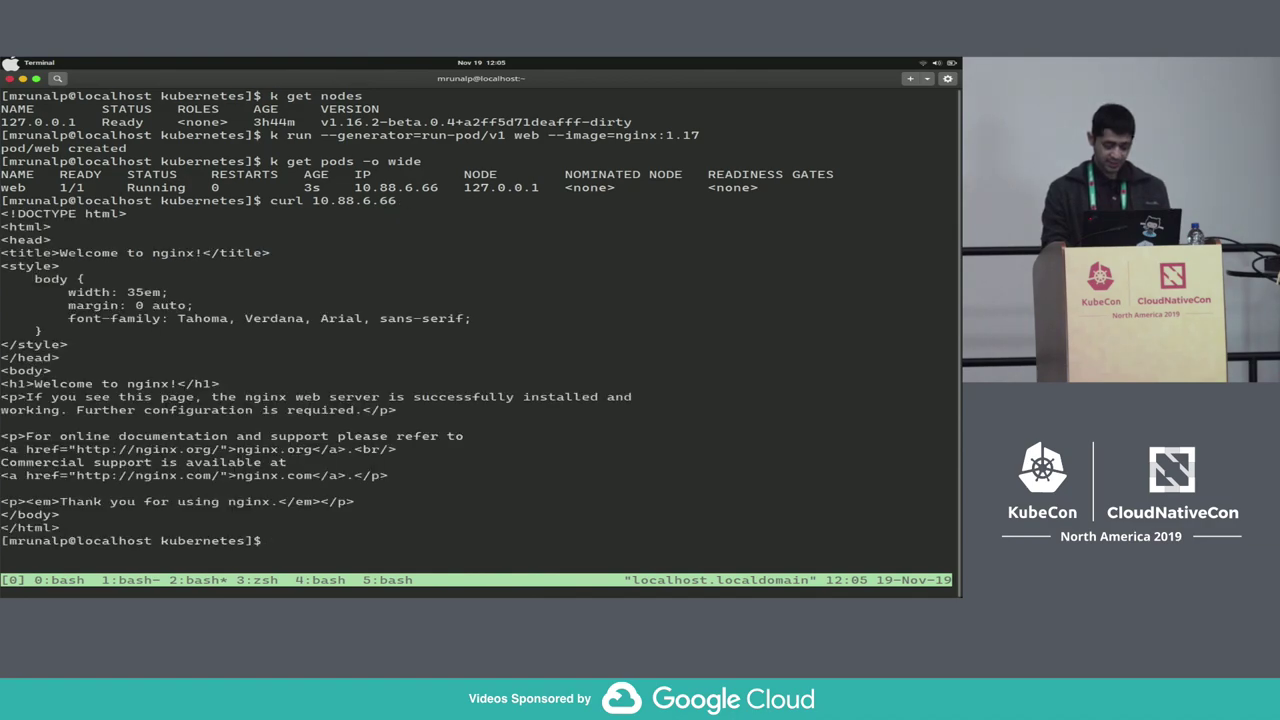 Terminal
Nov 19 12:05
mrunalp@localhost:~
[mrunalp@localhost kubernetes]$ k get nodes
NAME STATUS ROLES AGE VERSION
127.0.0.1 Ready <none> 3h44m v1.16.2-beta.0.4+a2ff5d71deafff-dirty
[mrunalp@localhost kubernetes]$ k run --generator=run-pod/v1 web --image=nginx:1.17
pod/web created
[mrunalp@localhost kubernetes]$ k get pods -o wide
NAME READY STATUS RESTARTS AGE IP NODE NOMINATED NODE READINESS GATES
web 1/1 Running 0 3s 10.88.6.66 127.0.0.1 <none> <none>
[mrunalp@localhost kubernetes]$ curl 10.88.6.66
<!DOCTYPE html>
<html>
<head>
<title>Welcome to nginx!</title>
<style>
body {
width: 35em;
margin: 0 auto;
font-family: Tahoma, Verdana, Arial, sans-serif;
}
</style>
</head>
<body>
<h1>Welcome to nginx!</h1>
<p>If you see this page, the nginx web server is successfully installed and
working. Further configuration is required.</p>
<p>For online documentation and support please refer to
<a href="http://nginx.org/">nginx.org</a>.<br/>
Commercial support is available at
<a href="http://nginx.com/">nginx.com</a>.</p>
<p><em>Thank you for using nginx.</em></p>
</body>
</html>
[mrunalp@localhost kubernetes]$
[0] 0:bash 1:bash- 2:bash* 3:zsh 4:bash 5:bash "localhost.localdomain" 12:05 19-Nov-19
KubeCon CloudNativeCon
North America 2019
KubeCon CloudNativeCon
North America 2019
Videos Sponsored by Google Cloud